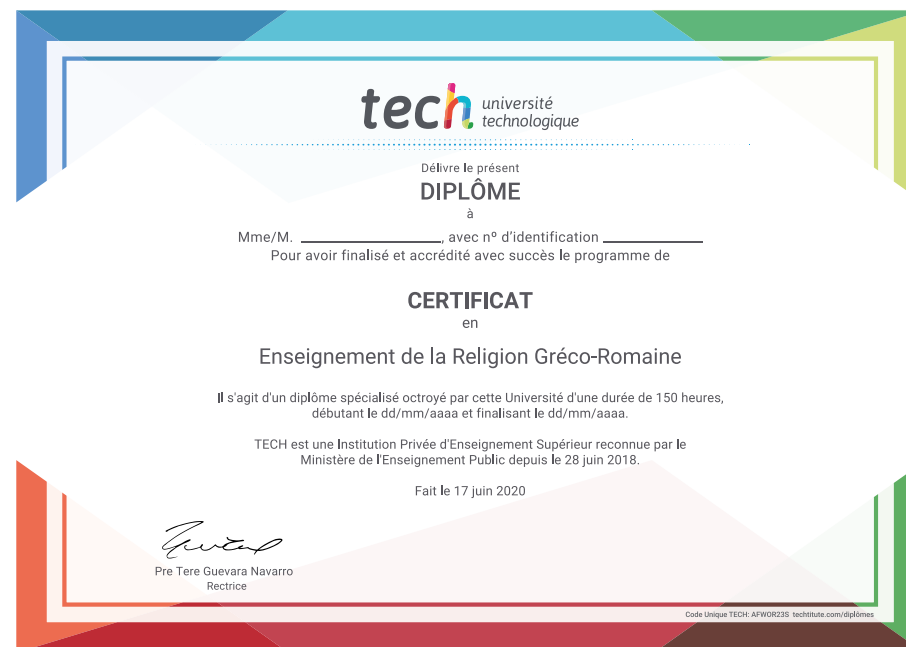 tech université
technologique
Délivre le présent
DIPLÔME
à
Mme/M. ____________________, avec nº d'identification ______________
Pour avoir finalisé et accrédité avec succès le programme de
CERTIFICAT
en
Enseignement de la Religion Gréco-Romaine
Il s'agit d'un diplôme spécialisé octroyé par cette Université d'une durée de 150 heures,
débutant le dd/mm/aaaa et finalisant le dd/mm/aaaa.
TECH est une Institution Privée d'Enseignement Supérieur reconnue par le
Ministère de l'Enseignement Public depuis le 28 juin 2018.
Fait le 17 juin 2020
Pre Tere Guevara Navarro
Rectrice
Code Unique TECH: AFWOR23S techtitute.com/diplômes